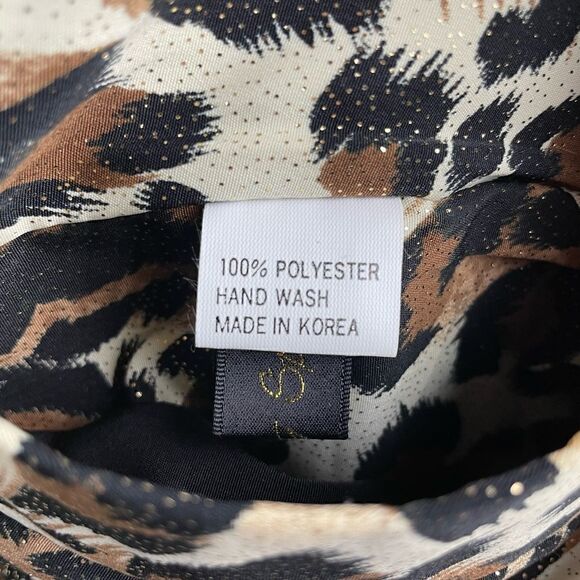 100% POLYESTER
HAND WASH
MADE IN KOREA